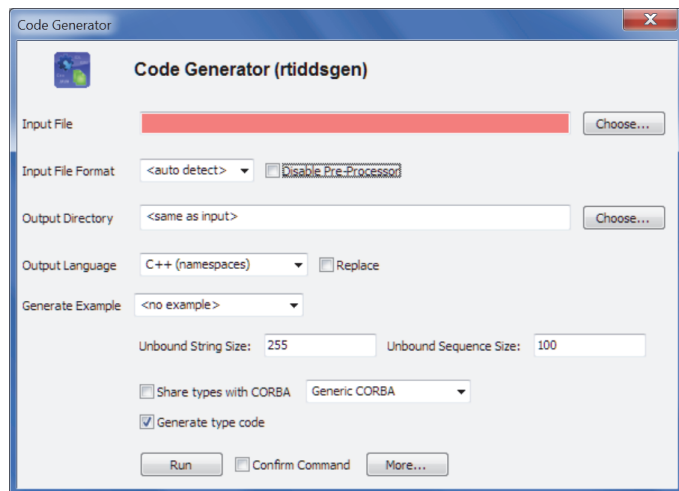 Code Generator
Code Generator (rtiddsgen)
Input File Choose...
Input File Format <auto detect> Disable Pre-Processor
Output Directory <same as input> Choose...
Output Language C++ (namespaces) Replace
Generate Example <no example>
Unbound String Size: 255 Unbound Sequence Size: 100
Share types with CORBA Generic CORBA
Generate type code
Run Confirm Command More...